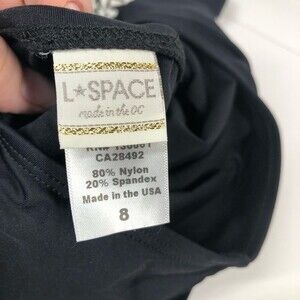 L★SPACE
made in the OC
CA28492
80% Nylon
20% Spandex
Made in the USA
8